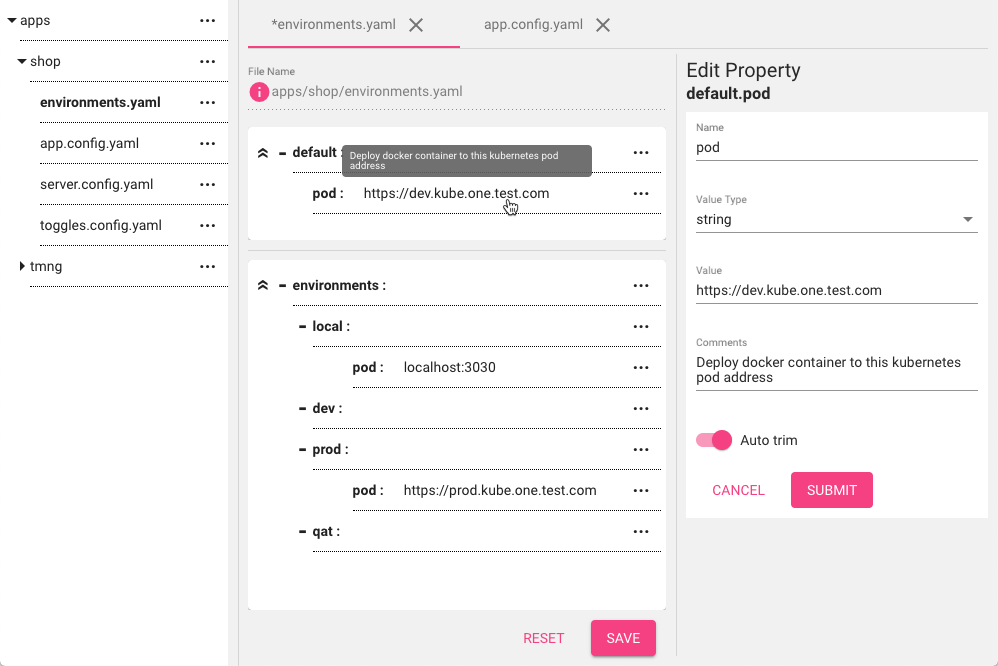 apps
shop
environments.yaml
app.config.yaml
server.config.yaml
toggles.config.yaml
tmng
*environments.yaml
app.config.yaml
File Name
apps/shop/environments.yaml
default :
Deploy docker container to this kubernetes pod
address
pod : https://dev.kube.one.test.com
environments :
local :
pod : localhost:3030
dev :
prod :
pod : https://prod.kube.one.test.com
qat :
RESET
SAVE
Edit Property
default.pod
Name
pod
Value Type
string
Value
https://dev.kube.one.test.com
Comments
Deploy docker container to this kubernetes
pod address
Auto trim
CANCEL
SUBMIT